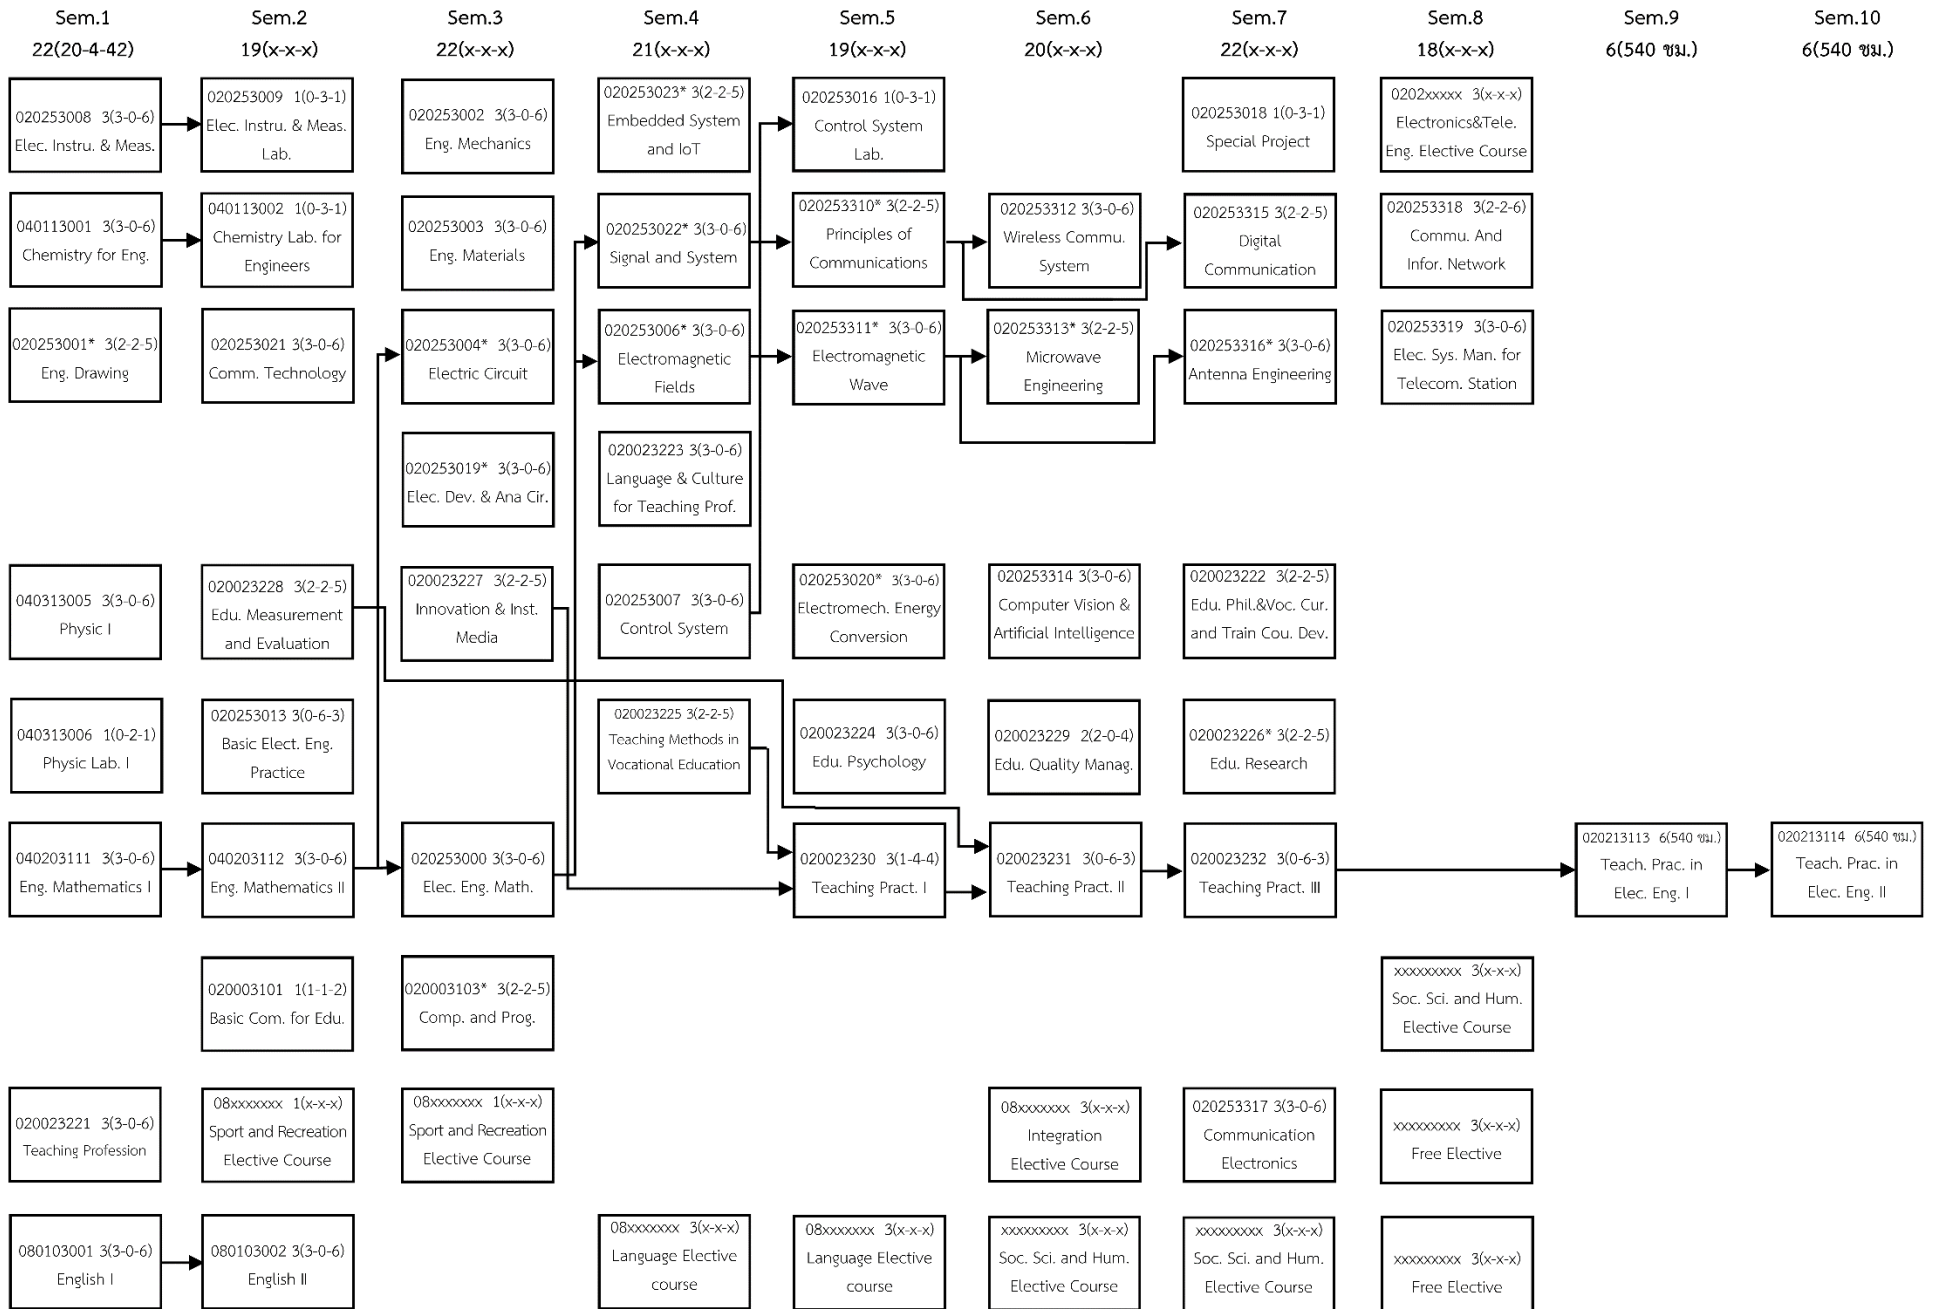 Sem.1
22(20-4-42)
020253008 3(3-0-6)
Elec. Instru. & Meas.
040113001 3(3-0-6)
Chemistry for Eng.
020253001* 3(2-2-5)
Eng. Drawing
040313005 3(3-0-6)
Physic I
040313006 1(0-2-1)
Physic Lab. I
040203111 3(3-0-6)
Eng. Mathematics I
020023221 3(3-0-6)
Teaching Profession
080103001 3(3-0-6)
English I
Sem.2
19(x-x-x)
020253009 1(0-3-1)
Elec. Instru. & Meas.
Lab.
040113002 1(0-3-1)
Chemistry Lab. for
Engineers
020253021 3(3-0-6)
Comm. Technology
020023228 3(2-2-5)
Edu. Measurement
and Evaluation
020253013 3(0-6-3)
Basic Elect. Eng.
Practice
040203112 3(3-0-6)
Eng. Mathematics II
020003101 1(1-1-2)
Basic Com. for Edu.
08xxxxxxx 1(x-x-x)
Sport and Recreation
Elective Course
080103002 3(3-0-6)
English II
Sem.3
22(x-x-x)
020253002 3(3-0-6)
Eng. Mechanics
020253003 3(3-0-6)
Eng. Materials
020253004* 3(3-0-6)
Electric Circuit
020253019* 3(3-0-6)
Elec. Dev. & Ana Cir.
020023227 3(2-2-5)
Innovation & Inst.
Media
020253000 3(3-0-6)
Elec. Eng. Math.
020003103* 3(2-2-5)
Comp. and Prog.
08xxxxxxx 1(x-x-x)
Sport and Recreation
Elective Course
Sem.4
21(x-x-x)
020253023* 3(2-2-5)
Embedded System
and IoT
020253022* 3(3-0-6)
Signal and System
020253006* 3(3-0-6)
Electromagnetic
Fields
020023223 3(3-0-6)
Language & Culture
for Teaching Prof.
020253007 3(3-0-6)
Control System
020023225 3(2-2-5)
Teaching Methods in
Vocational Education
08xxxxxxx 3(x-x-x)
Language Elective
course
Sem.5
19(x-x-x)
020253016 1(0-3-1)
Control System
Lab.
020253310* 3(2-2-5)
Principles of
Communications
020253311* 3(3-0-6)
Electromagnetic
Wave
020253020* 3(3-0-6)
Electromech. Energy
Conversion
020023224 3(3-0-6)
Edu. Psychology
020023230 3(1-4-4)
Teaching Pract. I
08xxxxxxx 3(x-x-x)
Language Elective
course
Sem.6
20(x-x-x)
020253312 3(3-0-6)
Wireless Commu.
System
020253313* 3(2-2-5)
Microwave
Engineering
020253314 3(3-0-6)
Computer Vision &
Artificial Intelligence
020023229 2(2-0-4)
Edu. Quality Manag.
020023231 3(0-6-3)
Teaching Pract. II
08xxxxxxx 3(x-x-x)
Integration
Elective Course
xxxxxxxxx 3(x-x-x)
Soc. Sci. and Hum.
Elective Course
Sem.7
22(x-x-x)
020253018 1(0-3-1)
Special Project
020253315 3(2-2-5)
Digital
Communication
020253316* 3(3-0-6)
Antenna Engineering
020023222 3(2-2-5)
Edu. Phil.&Voc. Cur.
and Train Cou. Dev.
020023226* 3(2-2-5)
Edu. Research
020023232 3(0-6-3)
Teaching Pract. III
020253317 3(3-0-6)
Communication
Electronics
xxxxxxxxx 3(x-x-x)
Soc. Sci. and Hum.
Elective Course
Sem.8
18(x-x-x)
0202xxxxx 3(x-x-x)
Electronics&Tele.
Eng. Elective Course
020253318 3(2-2-6)
Commu. And
Infor. Network
020253319 3(3-0-6)
Elec. Sys. Man. for
Telecom. Station
xxxxxxxxx 3(x-x-x)
Soc. Sci. and Hum.
Elective Course
xxxxxxxxx 3(x-x-x)
Free Elective
xxxxxxxxx 3(x-x-x)
Free Elective
Sem.9
6(540 ชม.)
020213113 6(540 ชม.)
Teach. Prac. in
Elec. Eng. I
Sem.10
6(540 ชม.)
020213114 6(540 ชม.)
Teach. Prac. in
Elec. Eng. II